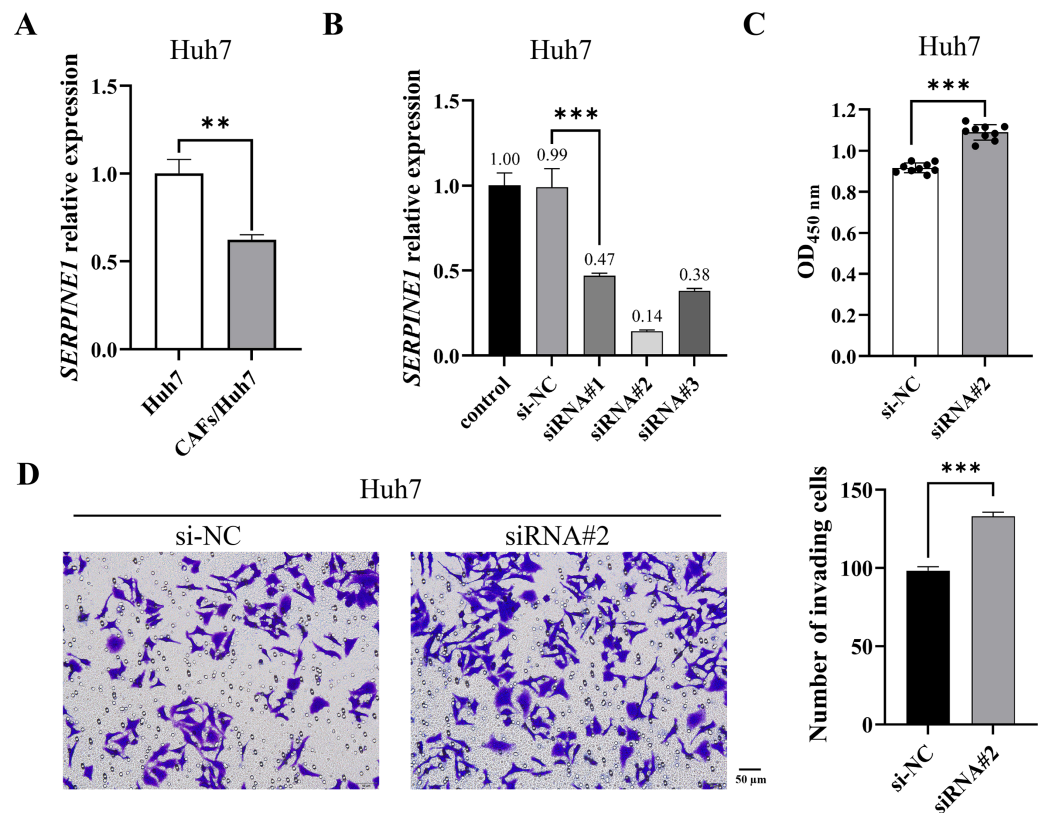 A
Huh7
SERPINE1 relative expression
1.5
1.0
0.5
0.0
**
Huh7
CAFs/Huh7
B
Huh7
SERPINE1 relative expression
1.5
1.0
0.5
0.0
***
1.00
0.99
0.47
0.14
0.38
control
si-NC
siRNA#1
siRNA#2
siRNA#3
C
Huh7
OD450 nm
1.2
1.0
0.8
0.6
0.4
0.2
0.0
***
si-NC
siRNA#2
D
Huh7
si-NC
siRNA#2
50 μm
Number of invading cells
150
100
50
0
***
si-NC
siRNA#2